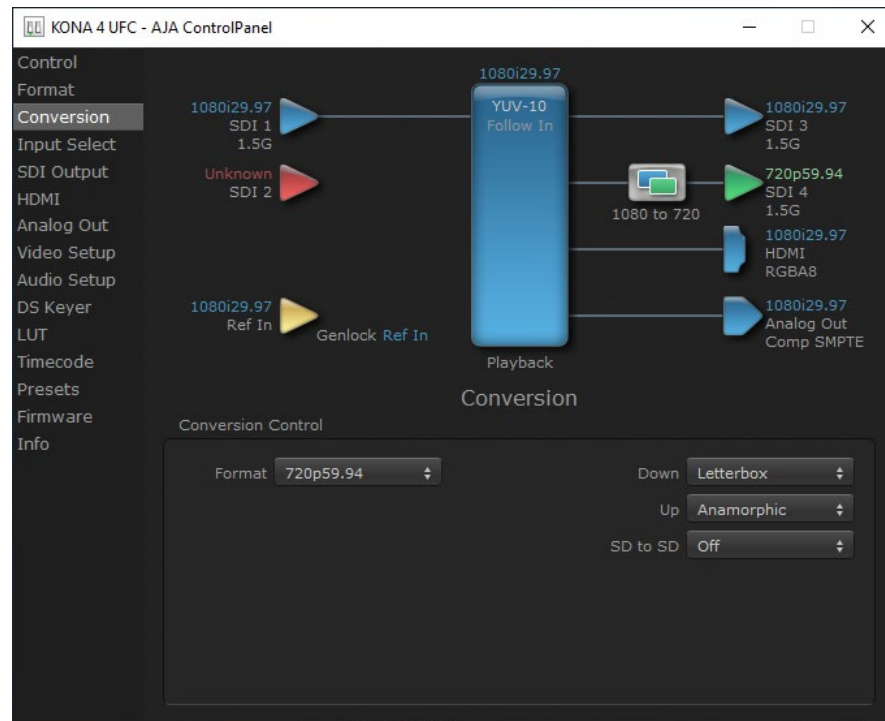 KONA 4 UFC - AJA ControlPanel
Control
Format
Conversion
Input Select
SDI Output
HDMI
Analog Out
Video Setup
Audio Setup
DS Keyer
LUT
Timecode
Presets
Firmware
Info
1080i29.97
SDI 1
1.5G
Unknown
SDI 2
1080i29.97
Ref In
Genlock Ref In
1080i29.97
YUV-10
Follow In
Playback
1080 to 720
1080i29.97
SDI 3
1.5G
720p59.94
SDI 4
1.5G
1080i29.97
HDMI
RGBA8
1080i29.97
Analog Out
Comp SMPTE
Conversion
Conversion Control
Format 720p59.94
Down Letterbox
Up Anamorphic
SD to SD Off